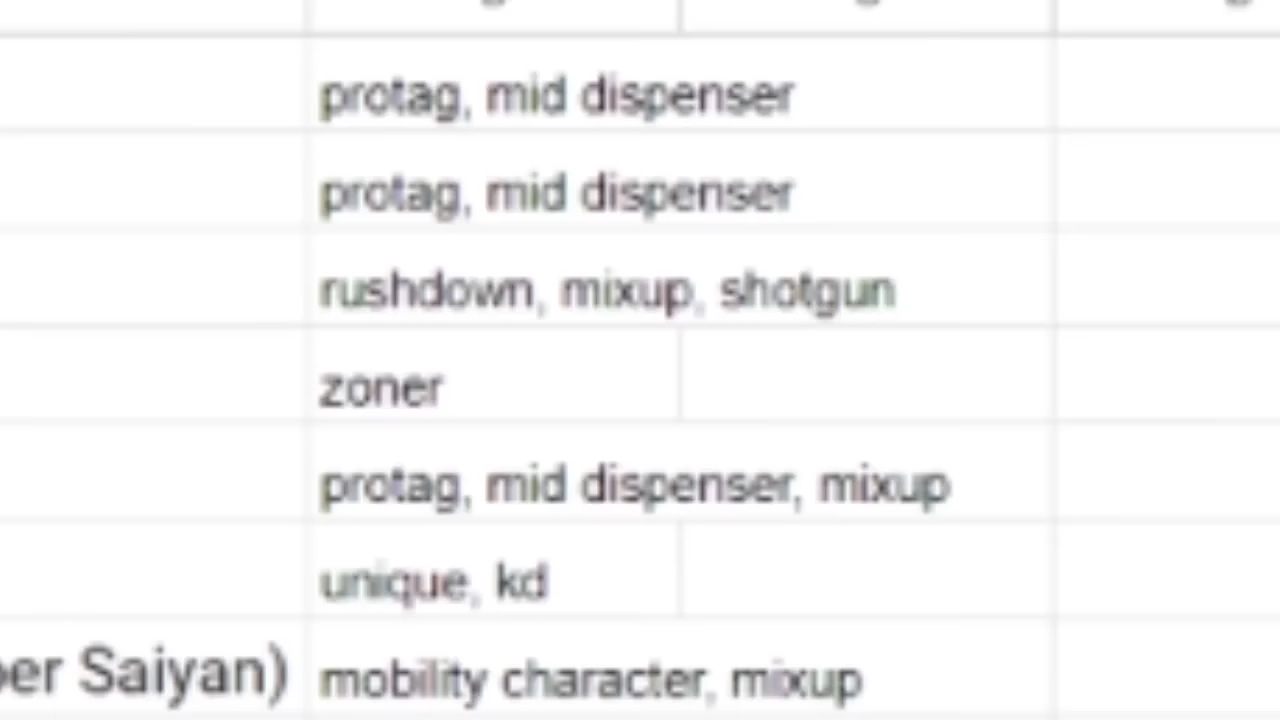 protag, mid dispenser
protag, mid dispenser
rushdown, mixup, shotgun
zoner
protag, mid dispenser, mixup
unique, kd
Saiyan) mobility character, mixup